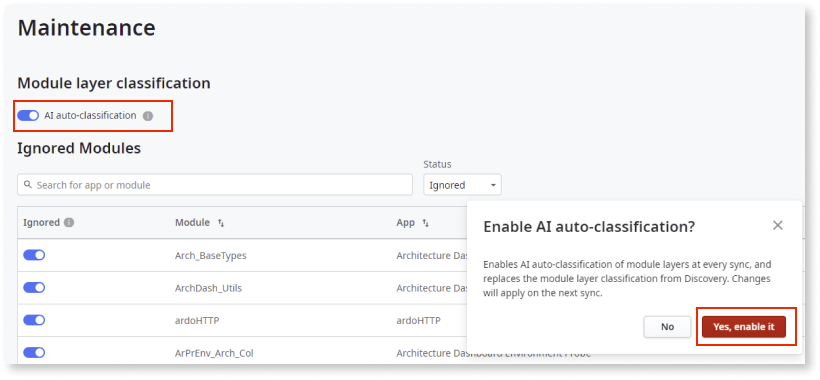 Maintenance
Module layer classification
AI auto-classification
Ignored Modules
Status
Search for app or module
Ignored
Ignored Module App
Arch_BaseTypes Architecture Das
ArchDash_Utils Architecture Das
ardoHTTP ardoHTTP
ArPrEnv_Arch_Col Architecture Dashboard Environment Probe
Enable AI auto-classification?
Enables AI auto-classification of module layers at every sync, and
replaces the module layer classification from Discovery. Changes
will apply on the next sync.
No
Yes, enable it